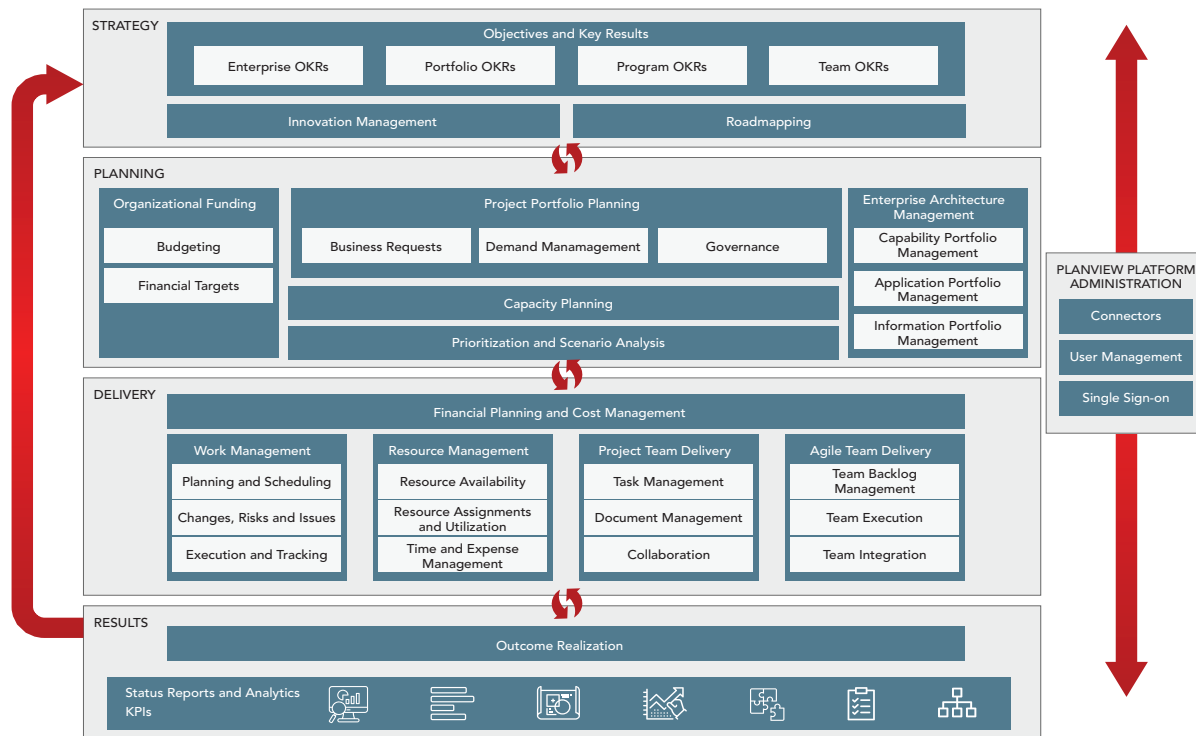 STRATEGY
Objectives and Key Results
Enterprise OKRs
Portfolio OKRs
Program OKRs
Team OKRs
Innovation Management
Roadmapping
PLANNING
Organizational Funding
Budgeting
Financial Targets
Project Portfolio Planning
Business Requests
Demand Manamagement
Governance
Capacity Planning
Prioritization and Scenario Analysis
Enterprise Architecture
Management
Capability Portfolio
Management
Application Portfolio
Management
Information Portfolio
Management
DELIVERY
Financial Planning and Cost Management
Work Management
Planning and Scheduling
Changes, Risks and Issues
Execution and Tracking
Resource Management
Resource Availability
Resource Assignments
and Utilization
Time and Expense
Management
Project Team Delivery
Task Management
Document Management
Collaboration
Agile Team Delivery
Team Backlog
Management
Team Execution
Team Integration
RESULTS
Outcome Realization
Status Reports and Analytics
KPIs
PLANVIEW PLATFORM
ADMINISTRATION
Connectors
User Management
Single Sign-on